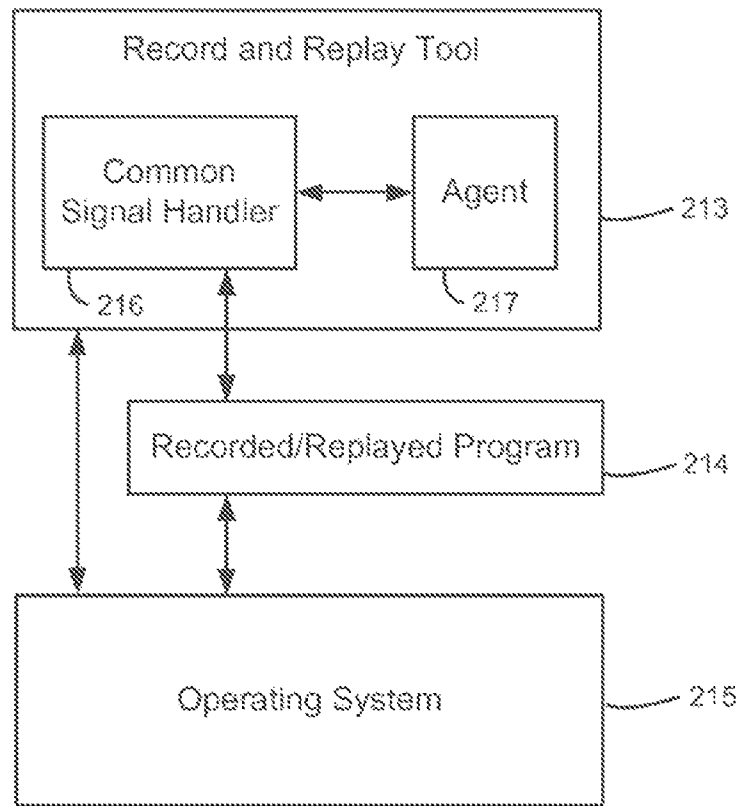 Record and Replay Tool
Common
Signal Handler
Agent
213
216
217
Recorded/Replayed Program
214
Operating System
215